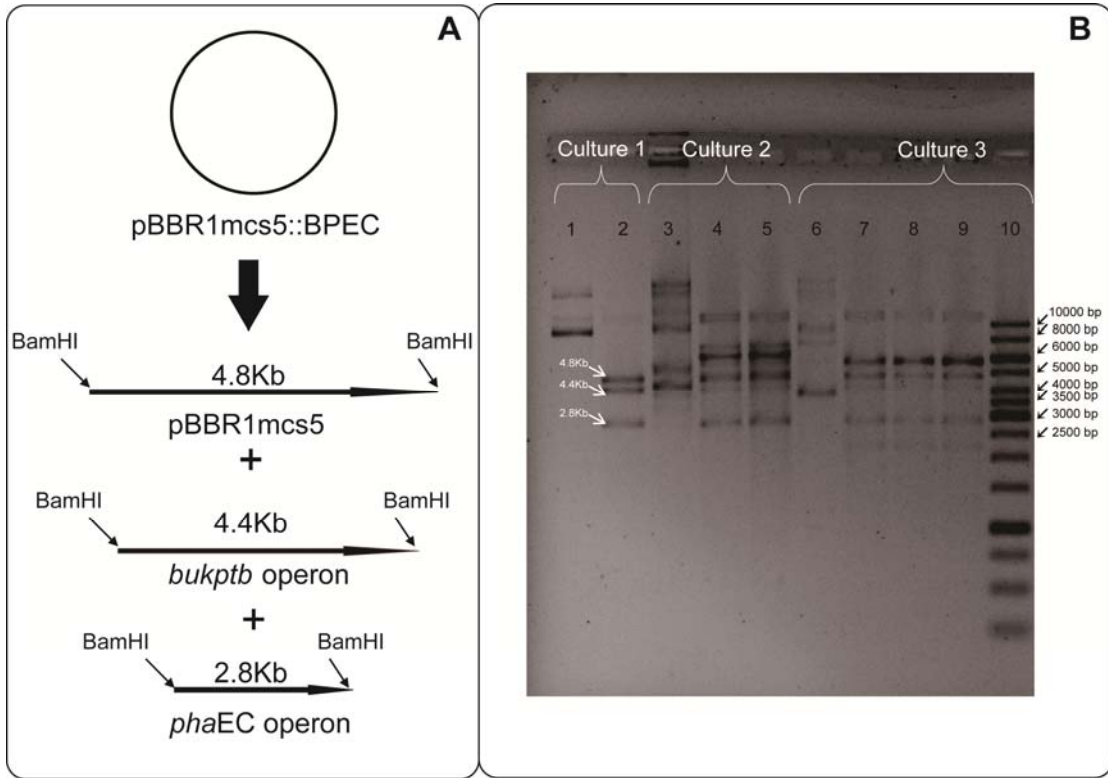 A
pBBR1mcs5::BPEC
BamHI
BamHI
4.8Kb
pBBR1mcs5
+
BamHI
BamHI
4.4Kb
bukptb operon
+
BamHI
BamHI
2.8Kb
phaEC operon
B
Culture 1
Culture 2
Culture 3
1 2 3 4 5 6 7 8 9 10
4.8Kb
4.4Kb
2.8Kb
10000 bp
8000 bp
6000 bp
5000 bp
4000 bp
3500 bp
3000 bp
2500 bp